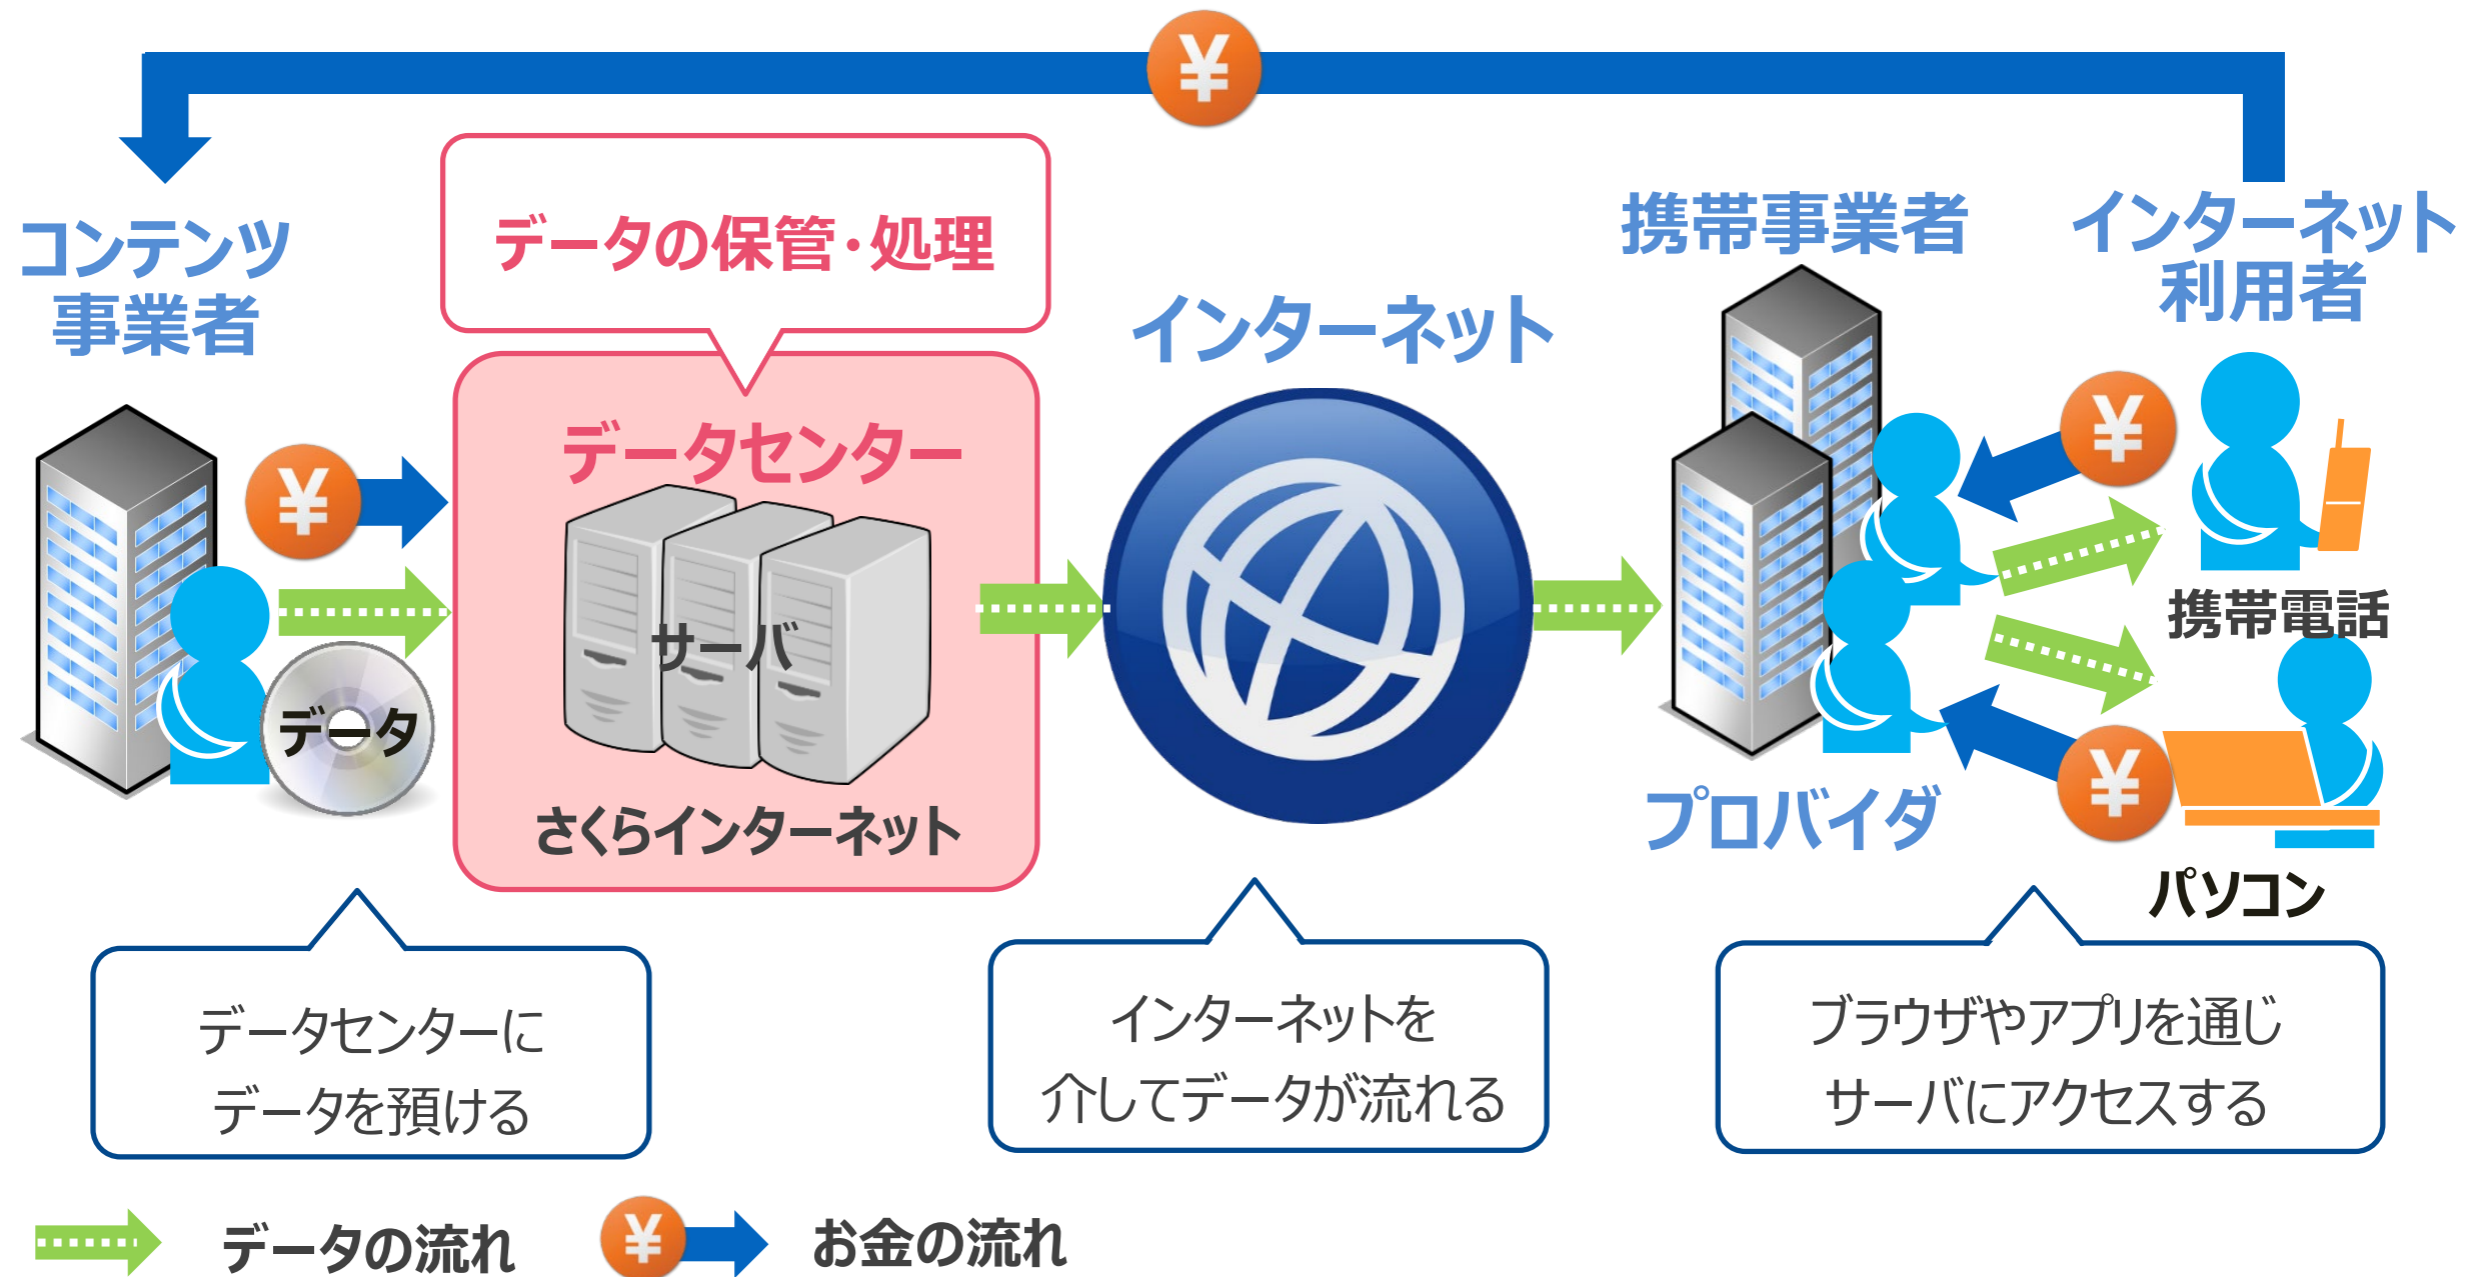 ¥
コンテンツ
事業者
データの保管・処理
携帯事業者
インターネット
利用者
インターネット
データセンター
¥
¥
サーバ
データ
さくらインターネット
携帯電話
プロバイダ
¥
パソコン
データセンターに
データを預ける
インターネットを
介してデータが流れる
ブラウザやアプリを通じ
サーバにアクセスする
データの流れ
¥
お金の流れ